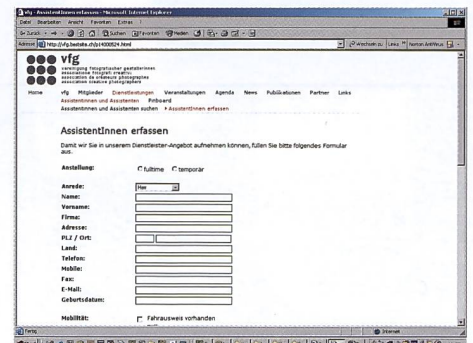 vfg - AssistentInnen erfassen - Microsoft Internet Explorer
Datei Bearbeiten Ansicht Favoriten Extras ?
Zurück Suchen Favoriten Medien
Adresse http://vfg.bestsite.ch/p14000524.html Wechseln zu Links Norton AntiVirus
vfg
vereinigung fotografischer gestalterinnen
associazione fotografi creativi
association de créateurs photographes
association creative photographers
Home vfg Mitglieder Dienstleistungen Veranstaltungen Agenda News Publikationen Partner Links
Assistentinnen und Assistenten Pinboard
Assistentinnen und Assistenten suchen AssistentInnen erfassen
AssistentInnen erfassen
Damit wir Sie in unserem Dienstleister-Angebot aufnehmen können, füllen Sie bitte folgendes Formular
aus.
Anstellung: fulltime temporär
Anrede: Herr
Name:
Vorname:
Firma:
Adresse:
PLZ / Ort:
Land:
Telefon:
Mobile:
Fax:
E-Mail:
Geburtsdatum:
Mobilität: Fahrausweis vorhanden
Fertig Internet